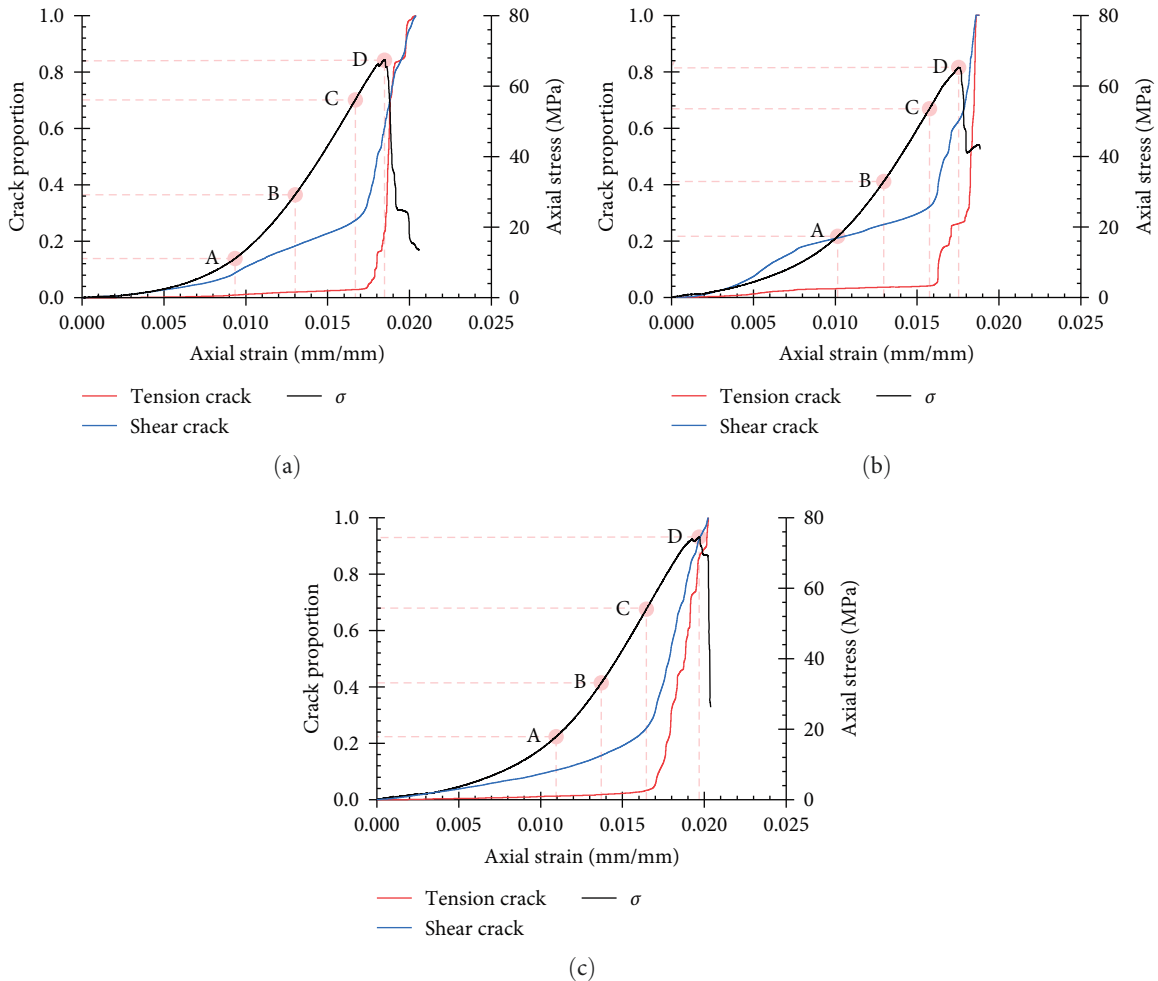 1.0
0.8
0.6
0.4
0.2
0.0
Crack proportion
80
60
40
20
0
Axial stress (MPa)
A
B
C
D
0.000 0.005 0.010 0.015 0.020 0.025
Axial strain (mm/mm)
Tension crack
σ
Shear crack
(a)
1.0
0.8
0.6
0.4
0.2
0.0
Crack proportion
80
60
40
20
0
Axial stress (MPa)
A
B
C
D
0.000 0.005 0.010 0.015 0.020 0.025
Axial strain (mm/mm)
Tension crack
σ
Shear crack
(b)
1.0
0.8
0.6
0.4
0.2
0.0
Crack proportion
80
60
40
20
0
Axial stress (MPa)
A
B
C
D
0.000 0.005 0.010 0.015 0.020 0.025
Axial strain (mm/mm)
Tension crack
σ
Shear crack
(c)